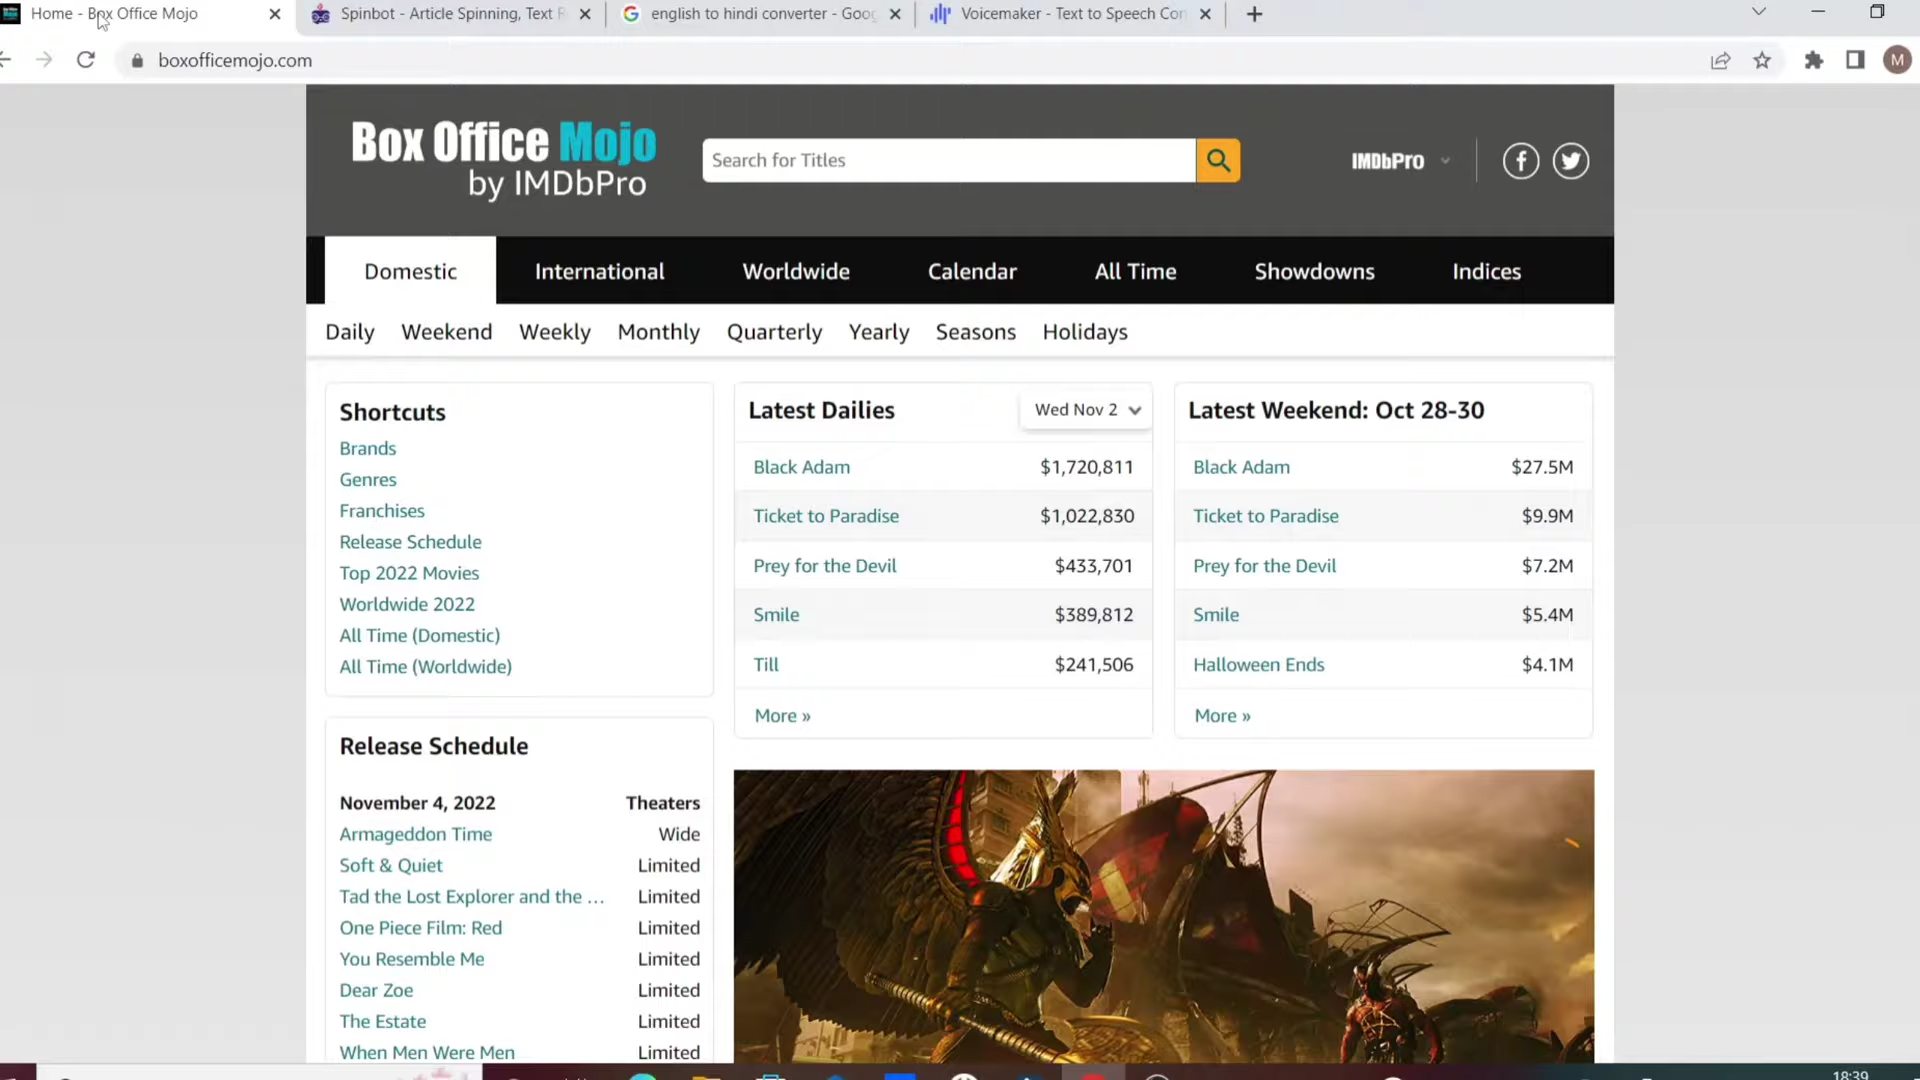 Home - Box Office Mojo
Spinbot - Article Spinning, Text R
english to hindi converter - Goog
Voicemaker - Text to Speech Con
boxofficemojo.com
M
Box Office Mojo
by IMDbPro
Search for Titles
IMDbPro
Domestic
International
Worldwide
Calendar
All Time
Showdowns
Indices
Daily
Weekend
Weekly
Monthly
Quarterly
Yearly
Seasons
Holidays
Shortcuts
Brands
Genres
Franchises
Release Schedule
Top 2022 Movies
Worldwide 2022
All Time (Domestic)
All Time (Worldwide)
Release Schedule
November 4, 2022 Theaters
Armageddon Time Wide
Soft & Quiet Limited
Tad the Lost Explorer and the ... Limited
One Piece Film: Red Limited
You Resemble Me Limited
Dear Zoe Limited
The Estate Limited
When Men Were Men Limited
Latest Dailies Wed Nov 2
Black Adam $1,720,811
Ticket to Paradise $1,022,830
Prey for the Devil $433,701
Smile $389,812
Till $241,506
More »
Latest Weekend: Oct 28-30
Black Adam $27.5M
Ticket to Paradise $9.9M
Prey for the Devil $7.2M
Smile $5.4M
Halloween Ends $4.1M
More »
18:39